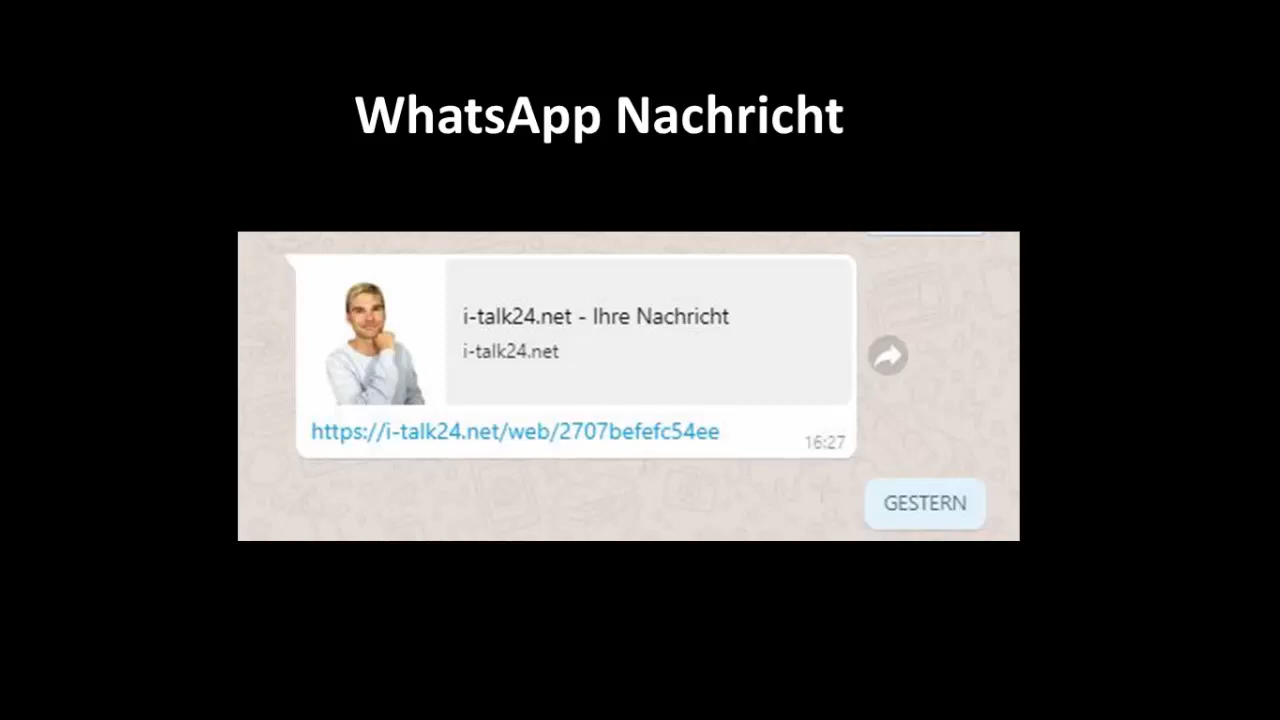 WhatsApp Nachricht
i-talk24.net - Ihre Nachricht
i-talk24.net
https://i-talk24.net/web/2707befefc54ee
16:27
GESTERN